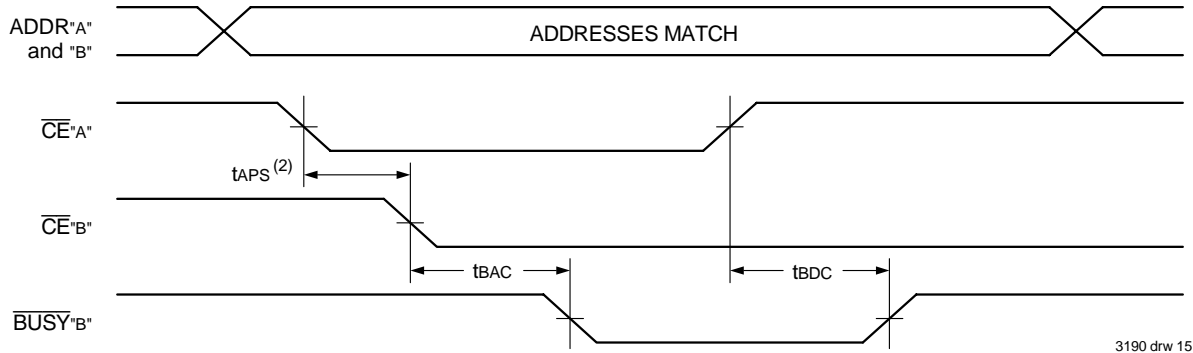 ADDR"A"
and "B"
ADDRESSES MATCH
CE"A"
tAPS (2)
CE"B"
tBAC
tBDC
BUSY"B"
3190 drw 15